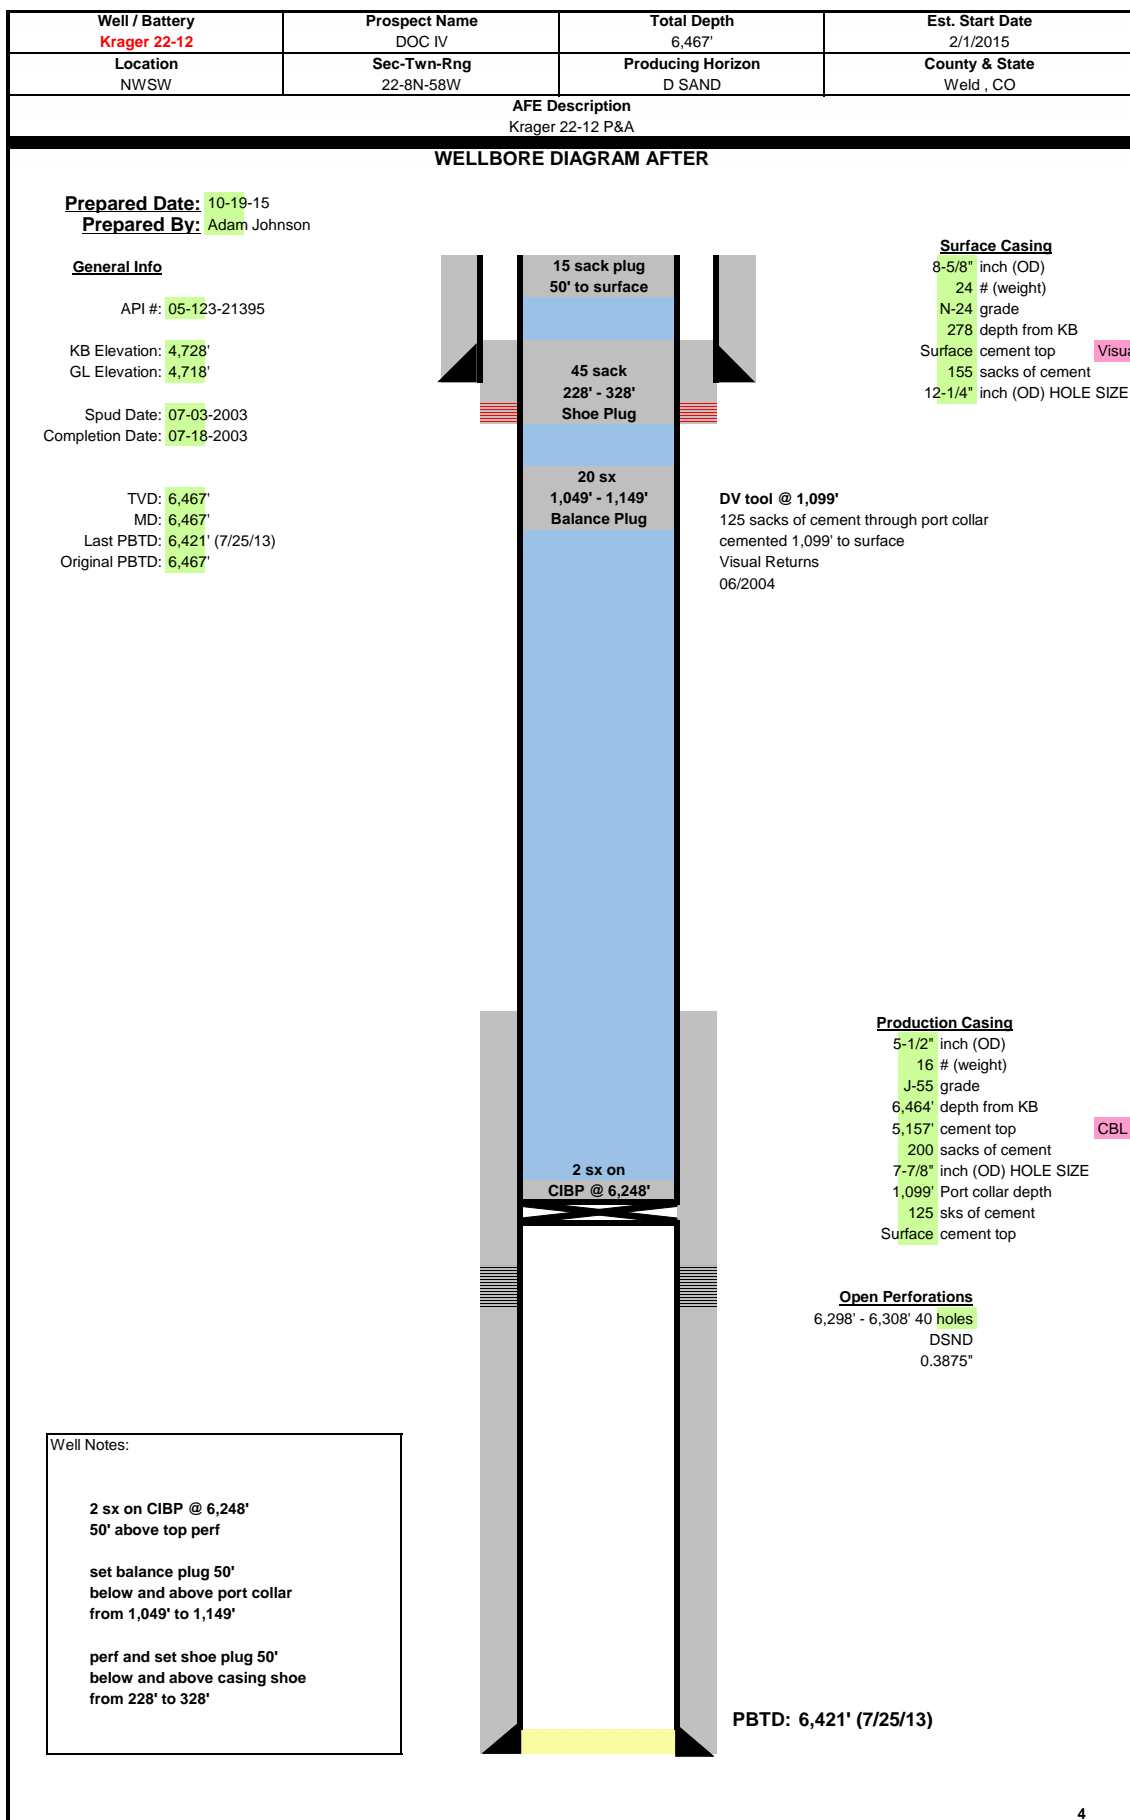 Well / Battery Prospect Name Total Depth Est. Start Date
Krager 22-12 DOC IV 6,467' 2/1/2015
Location Sec-Twn-Rng Producing Horizon County & State
NWSW 22-8N-58W D SAND Weld , CO
AFE Description
Krager 22-12 P&A
WELLBORE DIAGRAM AFTER
Prepared Date: 10-19-15
Prepared By: Adam Johnson
General Info
API #: 05-123-21395
KB Elevation: 4,728'
GL Elevation: 4,718'
Spud Date: 07-03-2003
Completion Date: 07-18-2003
TVD: 6,467'
MD: 6,467'
Last PBTD: 6,421' (7/25/13)
Original PBTD: 6,467'
15 sack plug
50' to surface
45 sack
228' - 328'
Shoe Plug
20 sx
1,049' - 1,149'
Balance Plug
Surface Casing
8-5/8" inch (OD)
24 # (weight)
N-24 grade
278 depth from KB
Surface cement top Visua
155 sacks of cement
12-1/4" inch (OD) HOLE SIZE
DV tool @ 1,099'
125 sacks of cement through port collar
cemented 1,099' to surface
Visual Returns
06/2004
Production Casing
5-1/2" inch (OD)
16 # (weight)
J-55 grade
6,464' depth from KB
5,157' cement top CBL
200 sacks of cement
7-7/8" inch (OD) HOLE SIZE
1,099' Port collar depth
125 sks of cement
Surface cement top
2 sx on
CIBP @ 6,248'
Open Perforations
6,298' - 6,308' 40 holes
DSND
0.3875"
Well Notes:
2 sx on CIBP @ 6,248'
50' above top perf
set balance plug 50'
below and above port collar
from 1,049' to 1,149'
perf and set shoe plug 50'
below and above casing shoe
from 228' to 328'
PBTD: 6,421' (7/25/13)
4